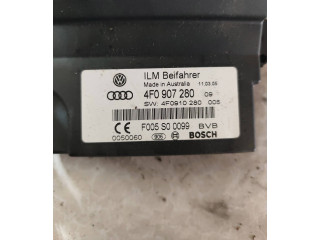 ILM Beifahrer
Made in Australia 11.03.05
4F0 907 280 09
SW: 4F0910 280 005
F005 S0 0099 BVB
0050060 905 BOSCH